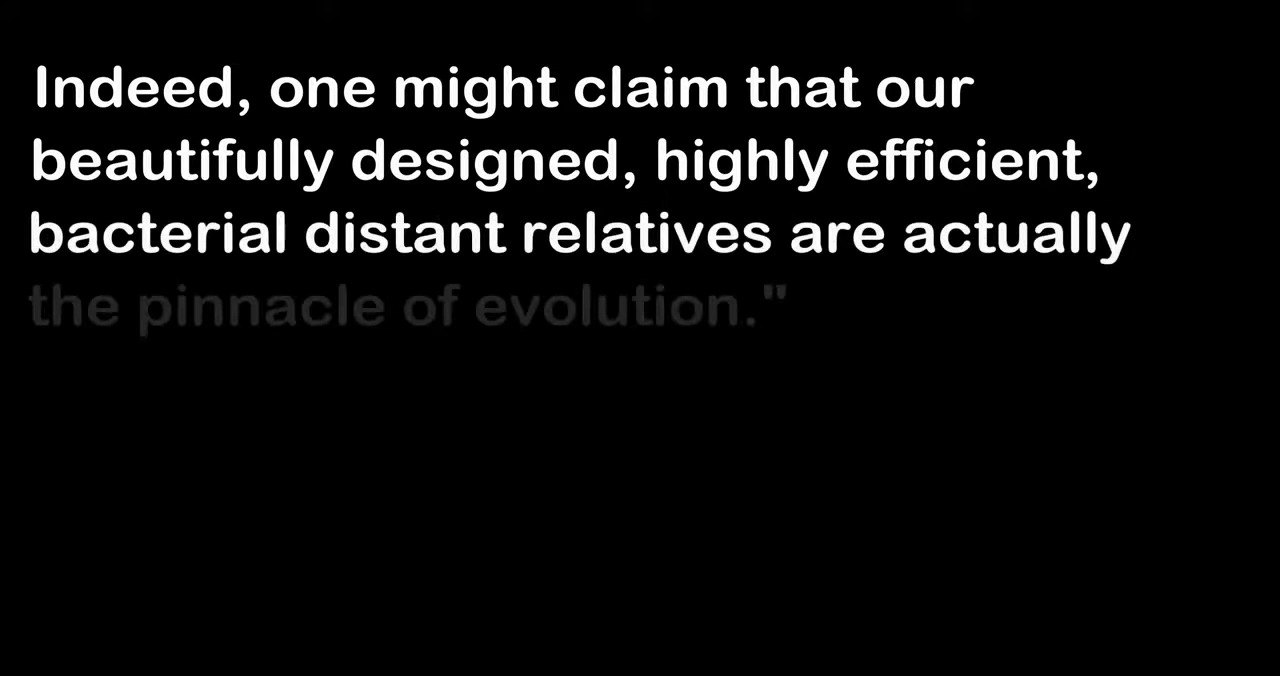 Indeed, one might claim that our
beautifully designed, highly efficient,
bacterial distant relatives are actually
the pinnacle of evolution."